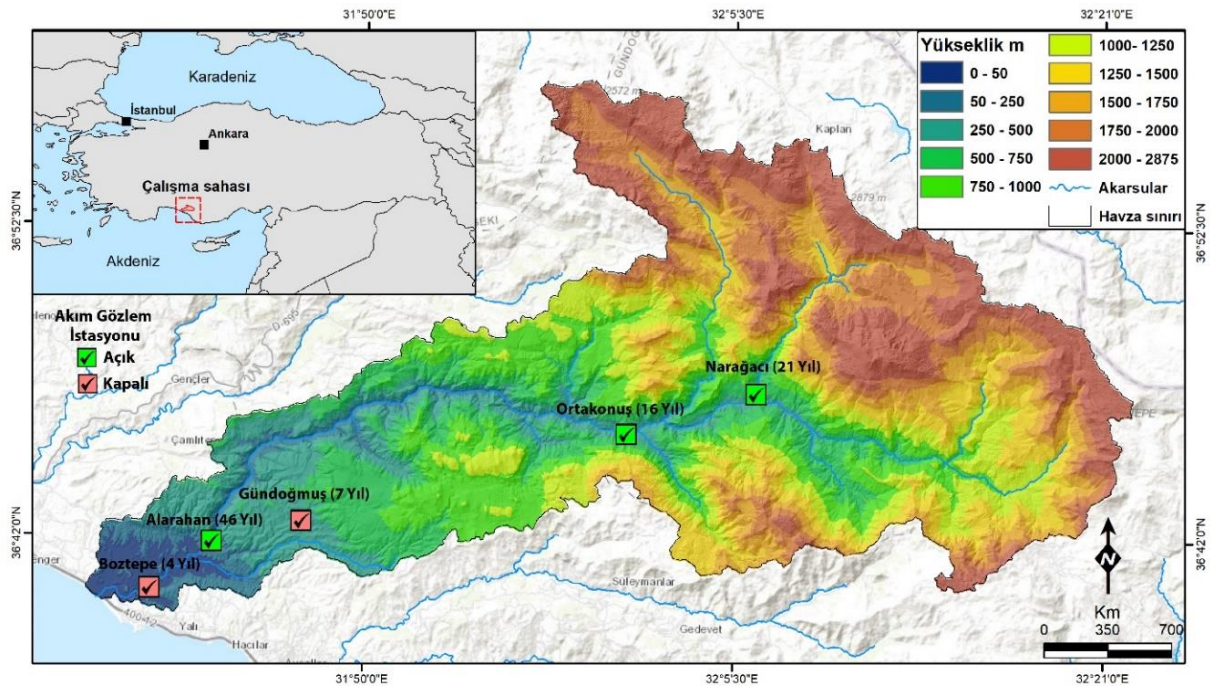 31°50'0"E
32°5'30"E
32°21'0"E
36°52'30"N
36°42'0"N
Karadeniz
İstanbul
Ankara
Çalışma sahası
Akdeniz
Yükseklik m
0 - 50
50 - 250
250 - 500
500 - 750
750 - 1000
1000- 1250
1250 - 1500
1500 - 1750
1750 - 2000
2000 - 2875
Akarsular
Havza sınırı
2572 m
Kaplan
2879 m
Akım Gözlem
İstasyonu
Açık
Kapalı
D-695
Gençler
Narağacı (21 Yıl)
Ortakonuş (16 Yıl)
Gündoğmuş (7 Yıl)
Alarahan (46 Yıl)
Boztepe (4 Yıl)
36°52'30"N
36°42'0"N
Süleymanlar
Gedevet
Yalı
Hacılar
N
Km
0 350 700
31°50'0"E
32°5'30"E
32°21'0"E